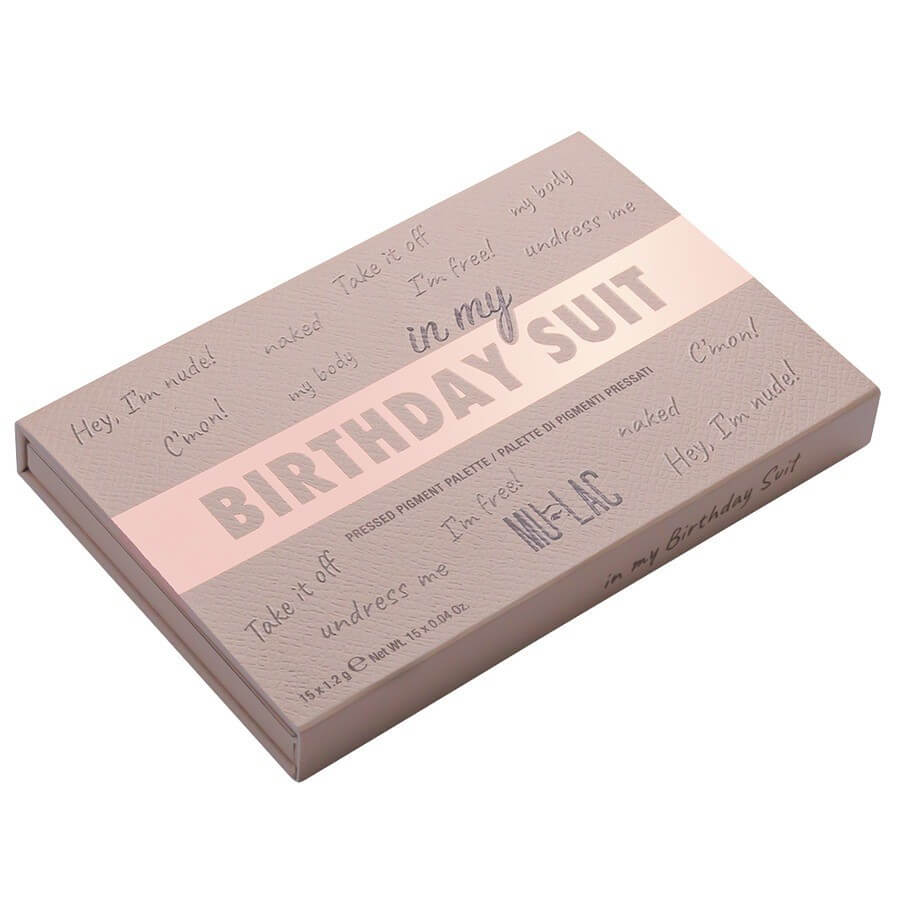 my body
Take it off
I'm free!
undress me
Hey, I'm nude!
naked
in my
C'mon!
my body
BIRTHDAY SUIT
PRESSED PIGMENT PALETTE / PALETTE DI PIGMENTI PRESSATI
C'mon!
naked
Hey, I'm nude!
I'm free!
MULAC
Take it off
undress me
15 x 1.2 g ℮ Net Wt. 15 x 0.04 Oz.
in my Birthday Suit